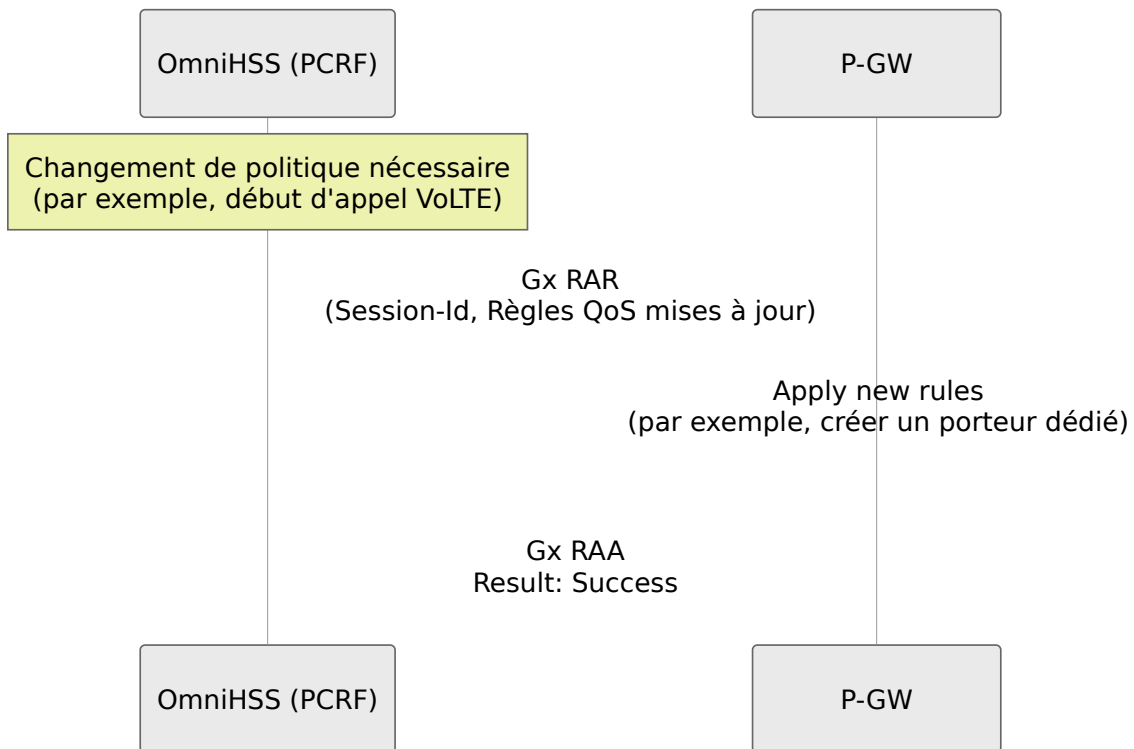 OmniHSS (PCRF)
P-GW
Changement de politique nécessaire
(par exemple, début d'appel VoLTE)
Gx RAR
(Session-Id, Règles QoS mises à jour)
Apply new rules
(par exemple, créer un porteur dédié)
Gx RAA
Result: Success
OmniHSS (PCRF)
P-GW